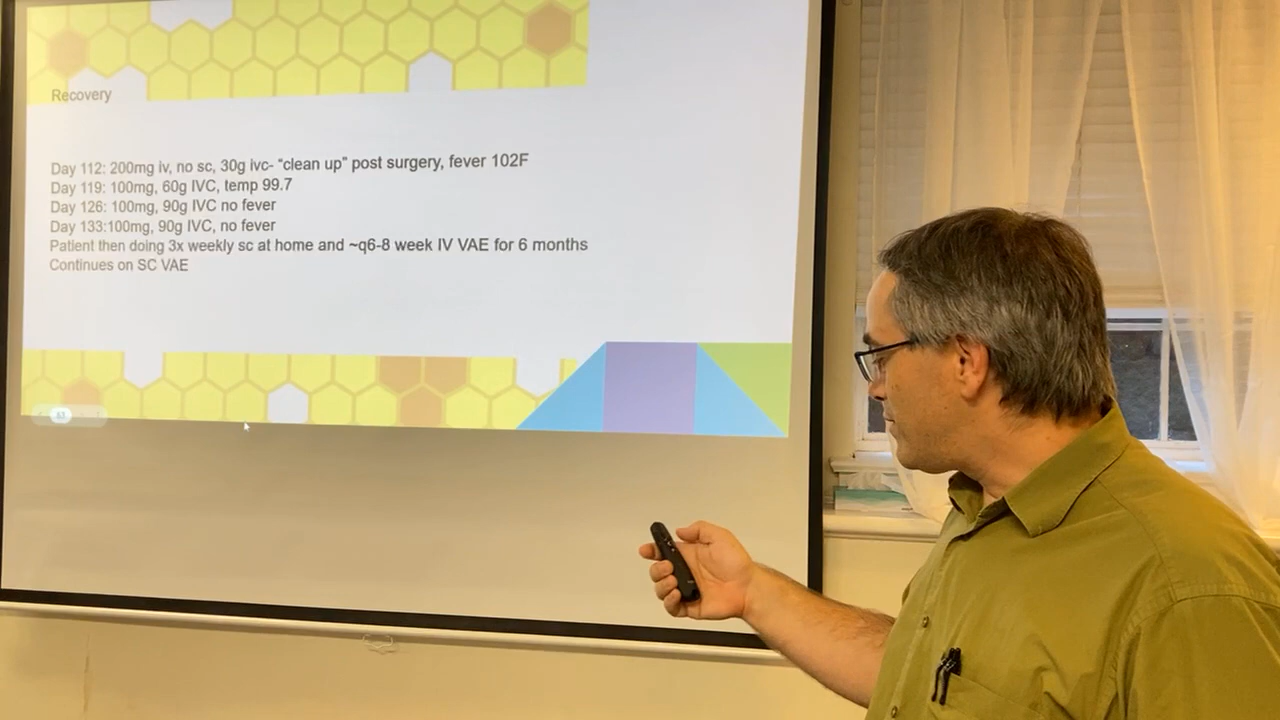 Recovery
Day 112: 200mg iv, no sc, 30g ivc- “clean up” post surgery, fever 102F
Day 119: 100mg, 60g IVC, temp 99.7
Day 126: 100mg, 90g IVC no fever
Day 133:100mg, 90g IVC, no fever
Patient then doing 3x weekly sc at home and ~q6-8 week IV VAE for 6 months
Continues on SC VAE